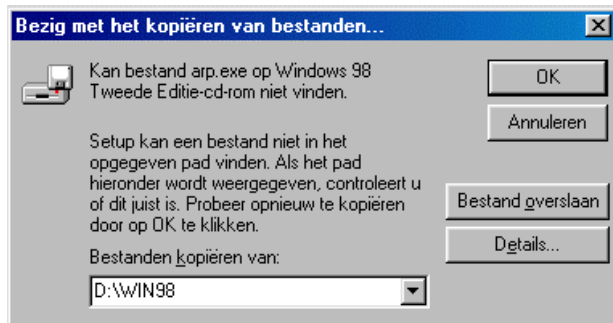 Bezig met het kopiëren van bestanden...
Kan bestand arp.exe op Windows 98
Tweede Editie-cd-rom niet vinden.
OK
Annuleren
Setup kan een bestand niet in het
opgegeven pad vinden. Als het pad
hieronder wordt weergegeven, controleert u
of dit juist is. Probeer opnieuw te kopiëren
door op OK te klikken.
Bestand overslaan
Details...
Bestanden kopiëren van:
D:\WIN98